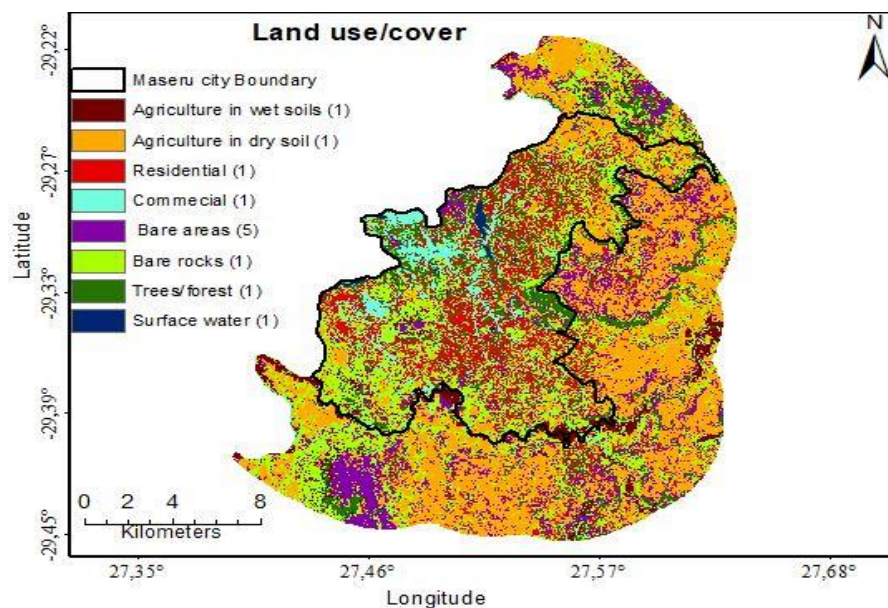 Land use/cover
N
Maseru city Boundary
Agriculture in wet soils (1)
Agriculture in dry soil (1)
Residential (1)
Commecial (1)
Bare areas (5)
Bare rocks (1)
Trees/forest (1)
Surface water (1)
0 2 4 8
Kilometers
Latitude
-29,22°
-29,27°
-29,33°
-29,39°
-29,45°
27,35° 27,46° 27,57° 27,68°
Longitude